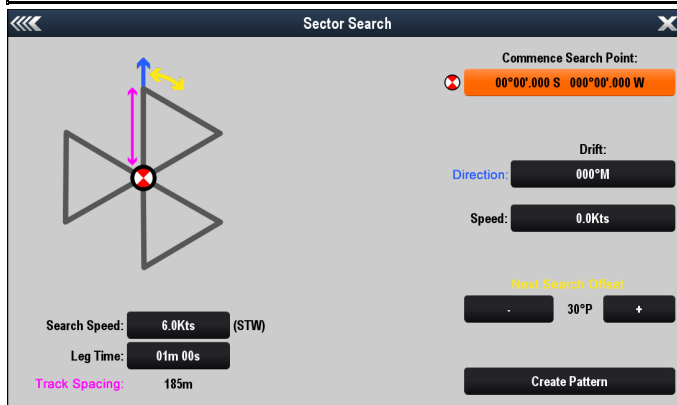 Sector Search
Commence Search Point:
00°00'.000 S 000°00'.000 W
Drift:
Direction: 000°M
Speed: 0.0Kts
Next Search Offset
- 30°P +
Search Speed: 6.0Kts (STW)
Leg Time: 01m 00s
Track Spacing: 185m
Create Pattern